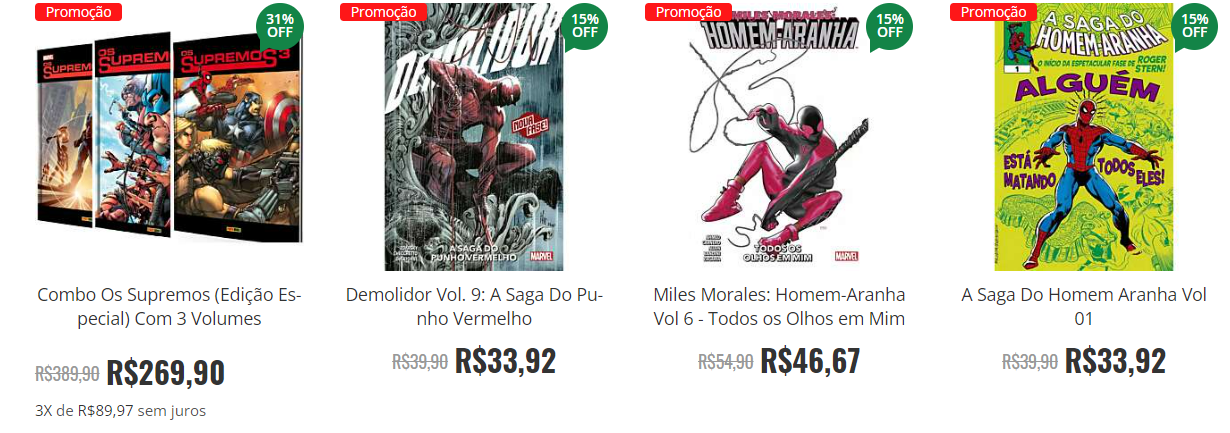 Promoção
31%
OFF
OS
SUPREMOS
OS
SUPREMOS
OS
SUPREMOS 3
Combo Os Supremos (Edição Es-
pecial) Com 3 Volumes
R$389,90 R$269,90
3X de R$89,97 sem juros
Promoção
15%
OFF
DEMOLIDOR
NOVA
FASE!
A SAGA DO
PUNHO VERMELHO
MARVEL
Demolidor Vol. 9: A Saga Do Pu-
nho Vermelho
R$39,90 R$33,92
Promoção
15%
OFF
MILES MORALES:
HOMEM-ARANHA
TODOS OS
OLHOS EM MIM
MARVEL
Miles Morales: Homem-Aranha
Vol 6 - Todos os Olhos em Mim
R$54,90 R$46,67
Promoção
15%
OFF
A SAGA DO
HOMEM-ARANHA
1
O INÍCIO DA ESPETACULAR FASE DE ROGER
STERN!
ALGUÉM
ESTÁ
MATANDO
TODOS
ELES!
A Saga Do Homem Aranha Vol
01
R$39,90 R$33,92